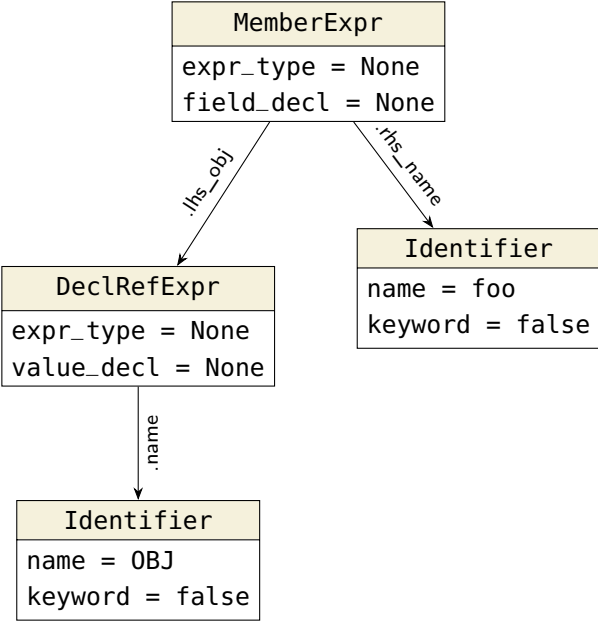 MemberExpr
expr_type = None
field_decl = None
.lhs_obj
.rhs_name
DeclRefExpr
expr_type = None
value_decl = None
Identifier
name = foo
keyword = false
.name
Identifier
name = OBJ
keyword = false